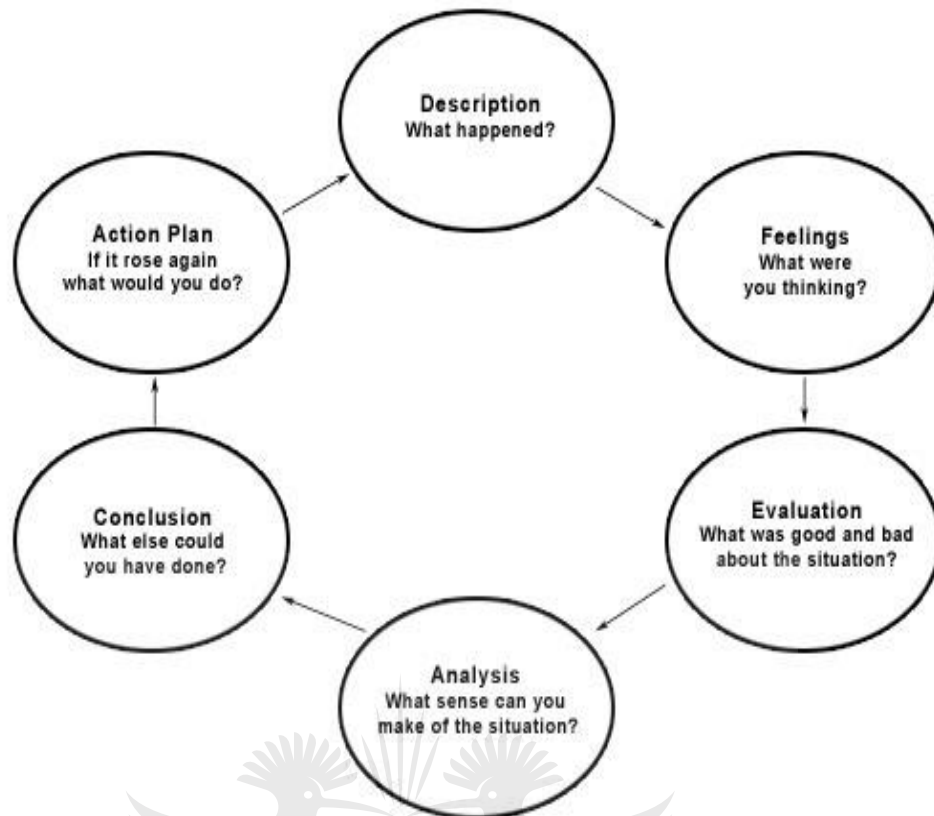 Description
What happened?
Feelings
What were
you thinking?
Evaluation
What was good and bad
about the situation?
Analysis
What sense can you
make of the situation?
Conclusion
What else could
you have done?
Action Plan
If it rose again
what would you do?